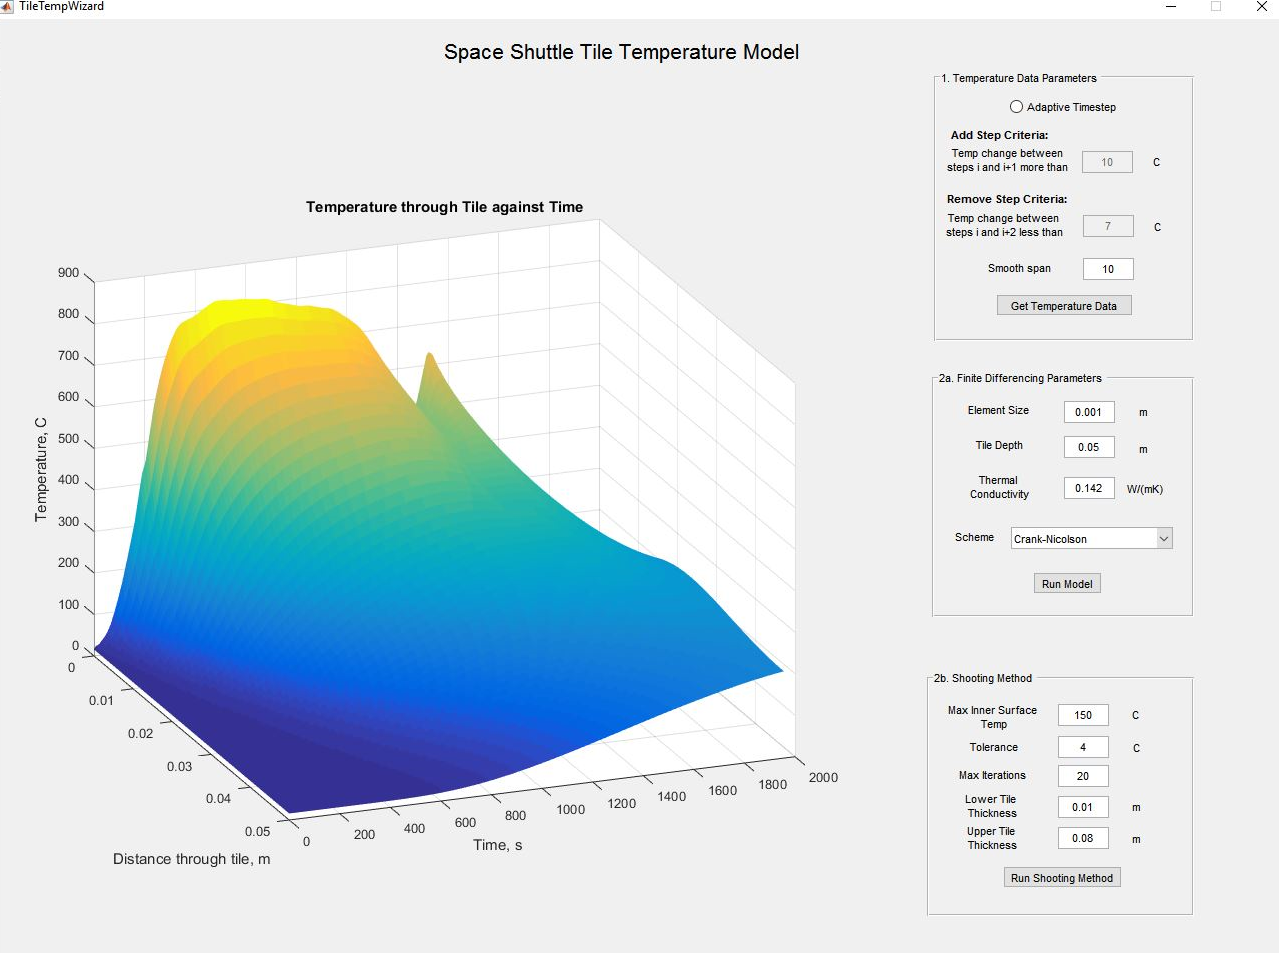 TileTempWizard
Space Shuttle Tile Temperature Model
Temperature through Tile against Time
900
800
700
600
500
400
300
200
100
0
Temperature, C
0
0.01
0.02
0.03
0.04
0.05
Distance through tile, m
0
200
400
600
800
1000
1200
1400
1600
1800
2000
Time, s
1. Temperature Data Parameters
Adaptive Timestep
Add Step Criteria:
Temp change between
steps i and i+1 more than
10
C
Remove Step Criteria:
Temp change between
steps i and i+2 less than
7
C
Smooth span
10
Get Temperature Data
2a. Finite Differencing Parameters
Element Size
0.001
m
Tile Depth
0.05
m
Thermal
Conductivity
0.142
W/(mK)
Scheme
Crank-Nicolson
Run Model
2b. Shooting Method
Max Inner Surface
Temp
150
C
Tolerance
4
C
Max Iterations
20
Lower Tile
Thickness
0.01
m
Upper Tile
Thickness
0.08
m
Run Shooting Method